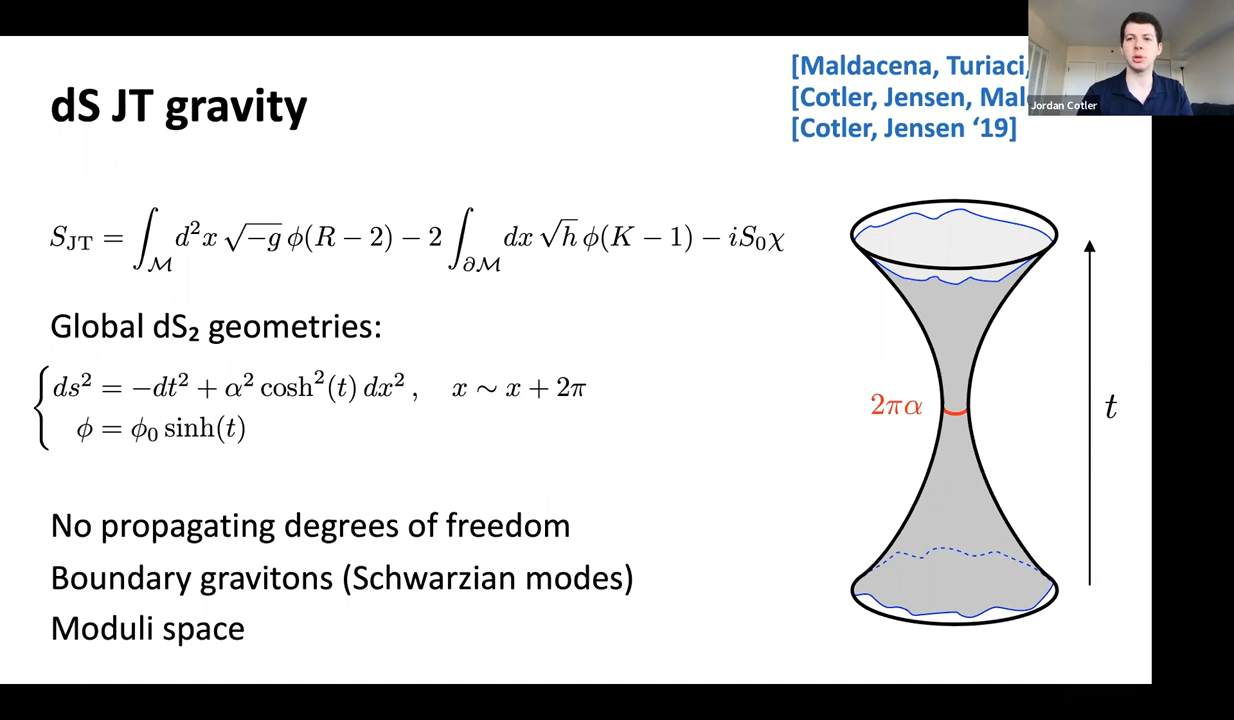 dS JT gravity
[Maldacena, Turiaci,
[Cotler, Jensen, Mal
[Cotler, Jensen ‘19]
Jordan Cotler
S_JT = ∫_M d²x √−g ϕ(R − 2) − 2 ∫_∂M dx √h ϕ(K − 1) − iS₀χ
Global dS₂ geometries:
ds² = −dt² + α² cosh²(t) dx² , x ∼ x + 2π
ϕ = ϕ₀ sinh(t)
2πα
t
No propagating degrees of freedom
Boundary gravitons (Schwarzian modes)
Moduli space